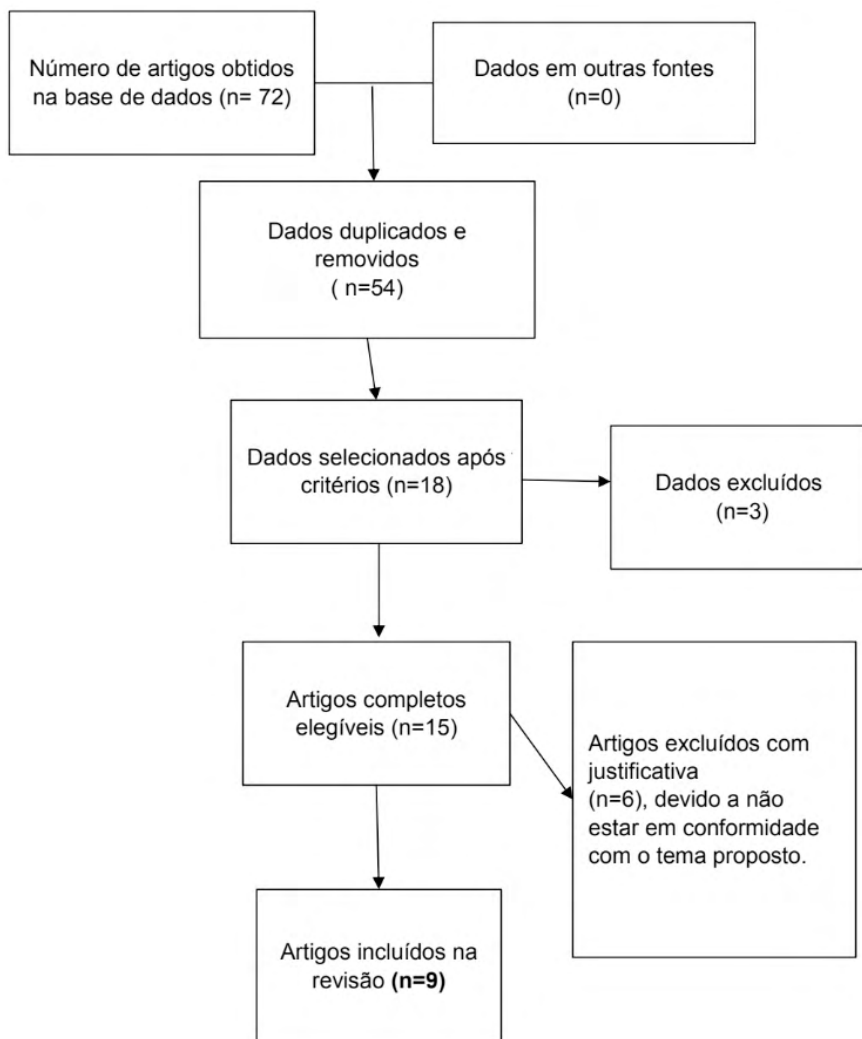 Número de artigos obtidos
na base de dados (n= 72)
Dados em outras fontes
(n=0)
Dados duplicados e
removidos
( n=54)
Dados selecionados após
critérios (n=18)
Dados excluídos
(n=3)
Artigos completos
elegíveis (n=15)
Artigos excluídos com
justificativa
(n=6), devido a não
estar em conformidade
com o tema proposto.
Artigos incluídos na
revisão (n=9)